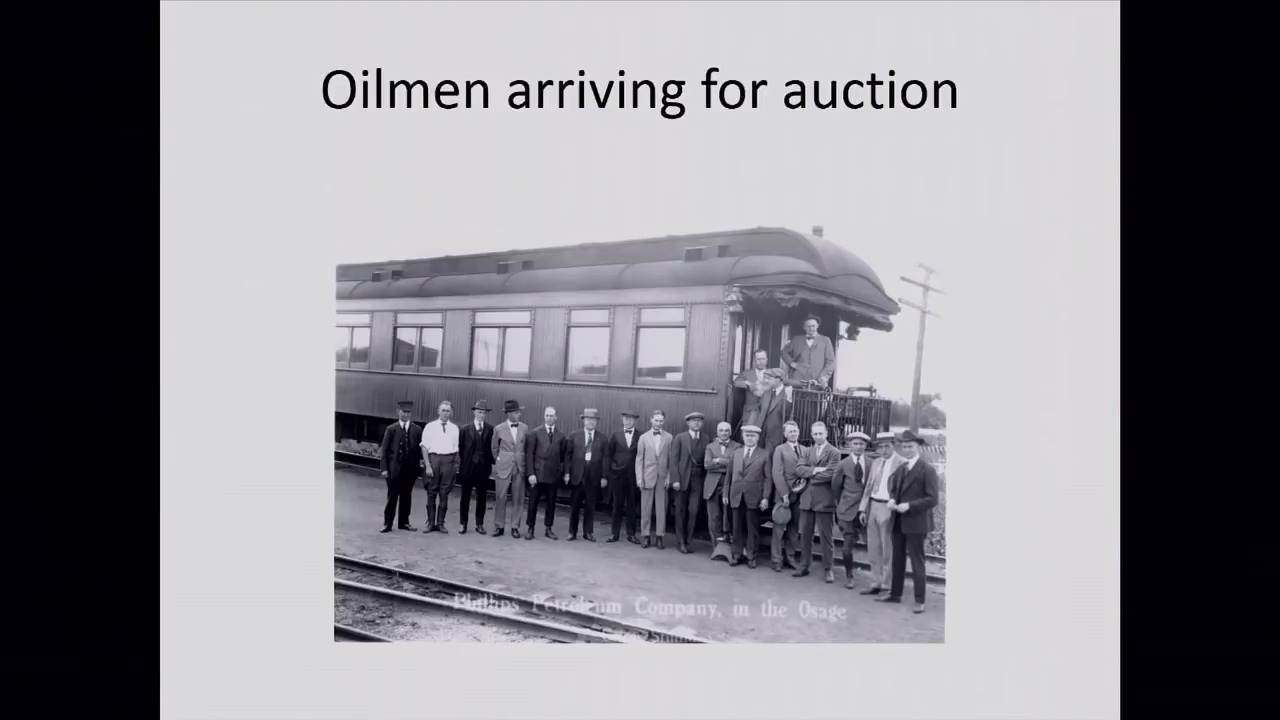 Oilmen arriving for auction
Phillips Petroleum Company, in the Osage